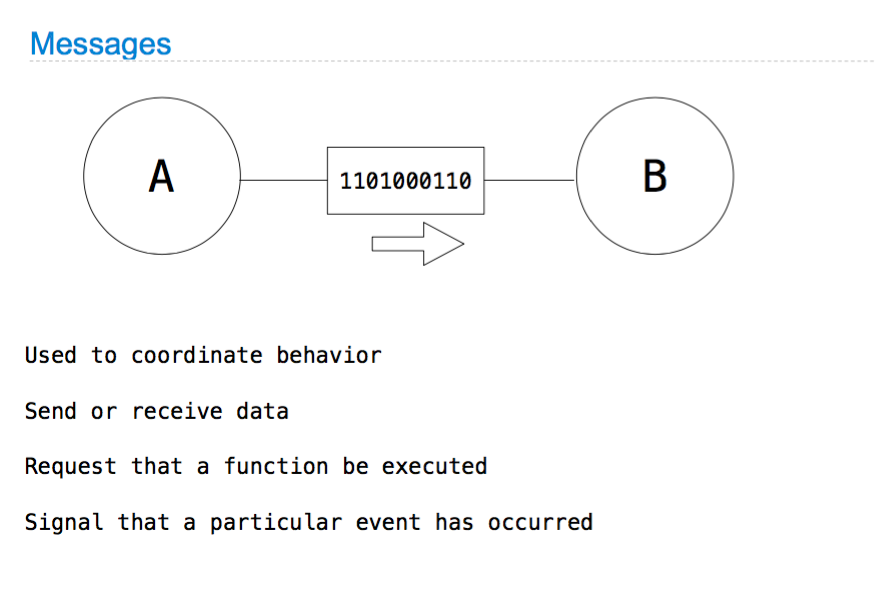 Messages
A
1101000110
B
Used to coordinate behavior
Send or receive data
Request that a function be executed
Signal that a particular event has occurred